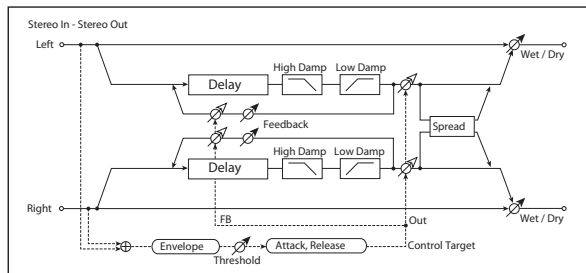 Stereo In - Stereo Out
Left
Wet / Dry
Delay
High Damp
Low Damp
Feedback
Spread
High Damp
Low Damp
Delay
Right
Wet / Dry
FB
Out
Envelope
Threshold
Attack, Release
Control Target